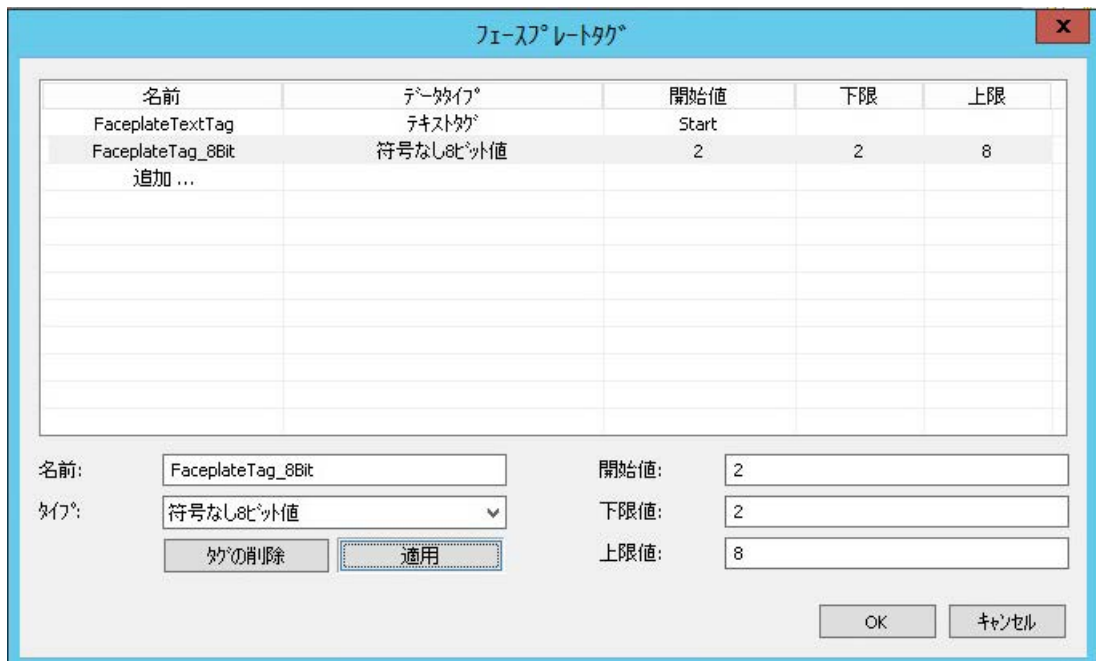 ﾌｪｰｽﾌﾟﾚｰﾄﾀｸﾞ x
名前 ﾃﾞｰﾀﾀｲﾌﾟ 開始値 下限 上限
FaceplateTextTag ﾃｷｽﾄﾀｸﾞ Start
FaceplateTag_8Bit 符号なし8ﾋﾞｯﾄ値 2 2 8
追加 ...
名前: FaceplateTag_8Bit 開始値: 2
ﾀｲﾌﾟ: 符号なし8ﾋﾞｯﾄ値 下限値: 2
ﾀｸﾞの削除 適用 上限値: 8
OK ｷｬﾝｾﾙ